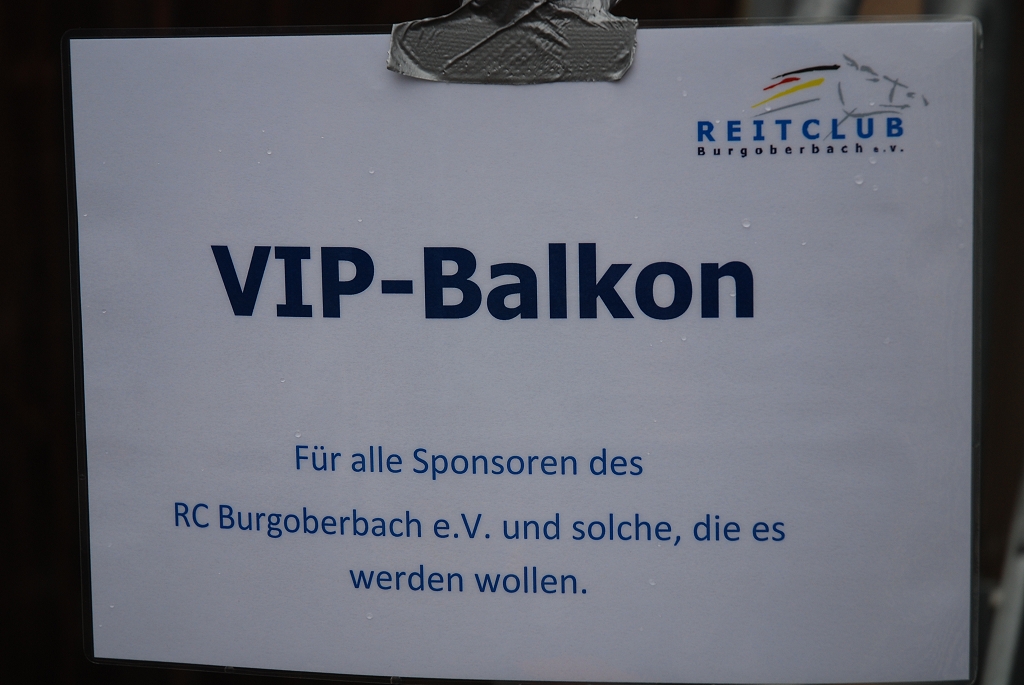 REITCLUB
Burgoberbach e.V.
VIP-Balkon
Für alle Sponsoren des
RC Burgoberbach e.V. und solche, die es
werden wollen.